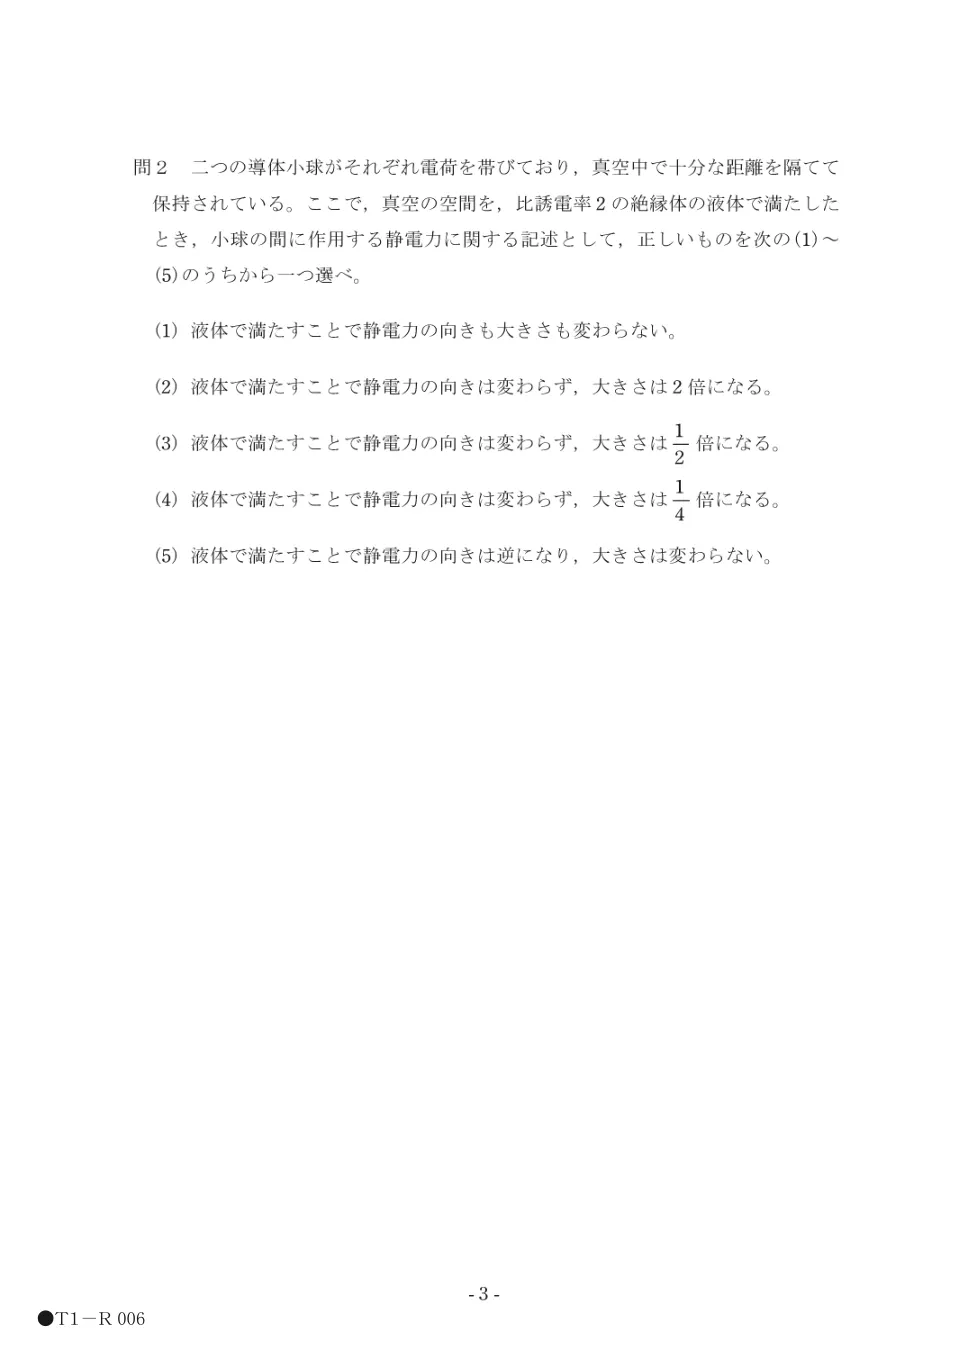 問２　二つの導体小球がそれぞれ電荷を帯びており，真空中で十分な距離を隔てて
保持されている。ここで，真空の空間を，比誘電率 2 の絶縁体の液体で満たした
とき，小球の間に作用する静電力に関する記述として，正しいものを次の(1)～
(5)のうちから一つ選べ。
(1) 液体で満たすことで静電力の向きも大きさも変わらない。
(2) 液体で満たすことで静電力の向きは変わらず，大きさは 2 倍になる。
(3) 液体で満たすことで静電力の向きは変わらず，大きさは 1/2 倍になる。
(4) 液体で満たすことで静電力の向きは変わらず，大きさは 1/4 倍になる。
(5) 液体で満たすことで静電力の向きは逆になり，大きさは変わらない。
- 3 -
●T1－R 006